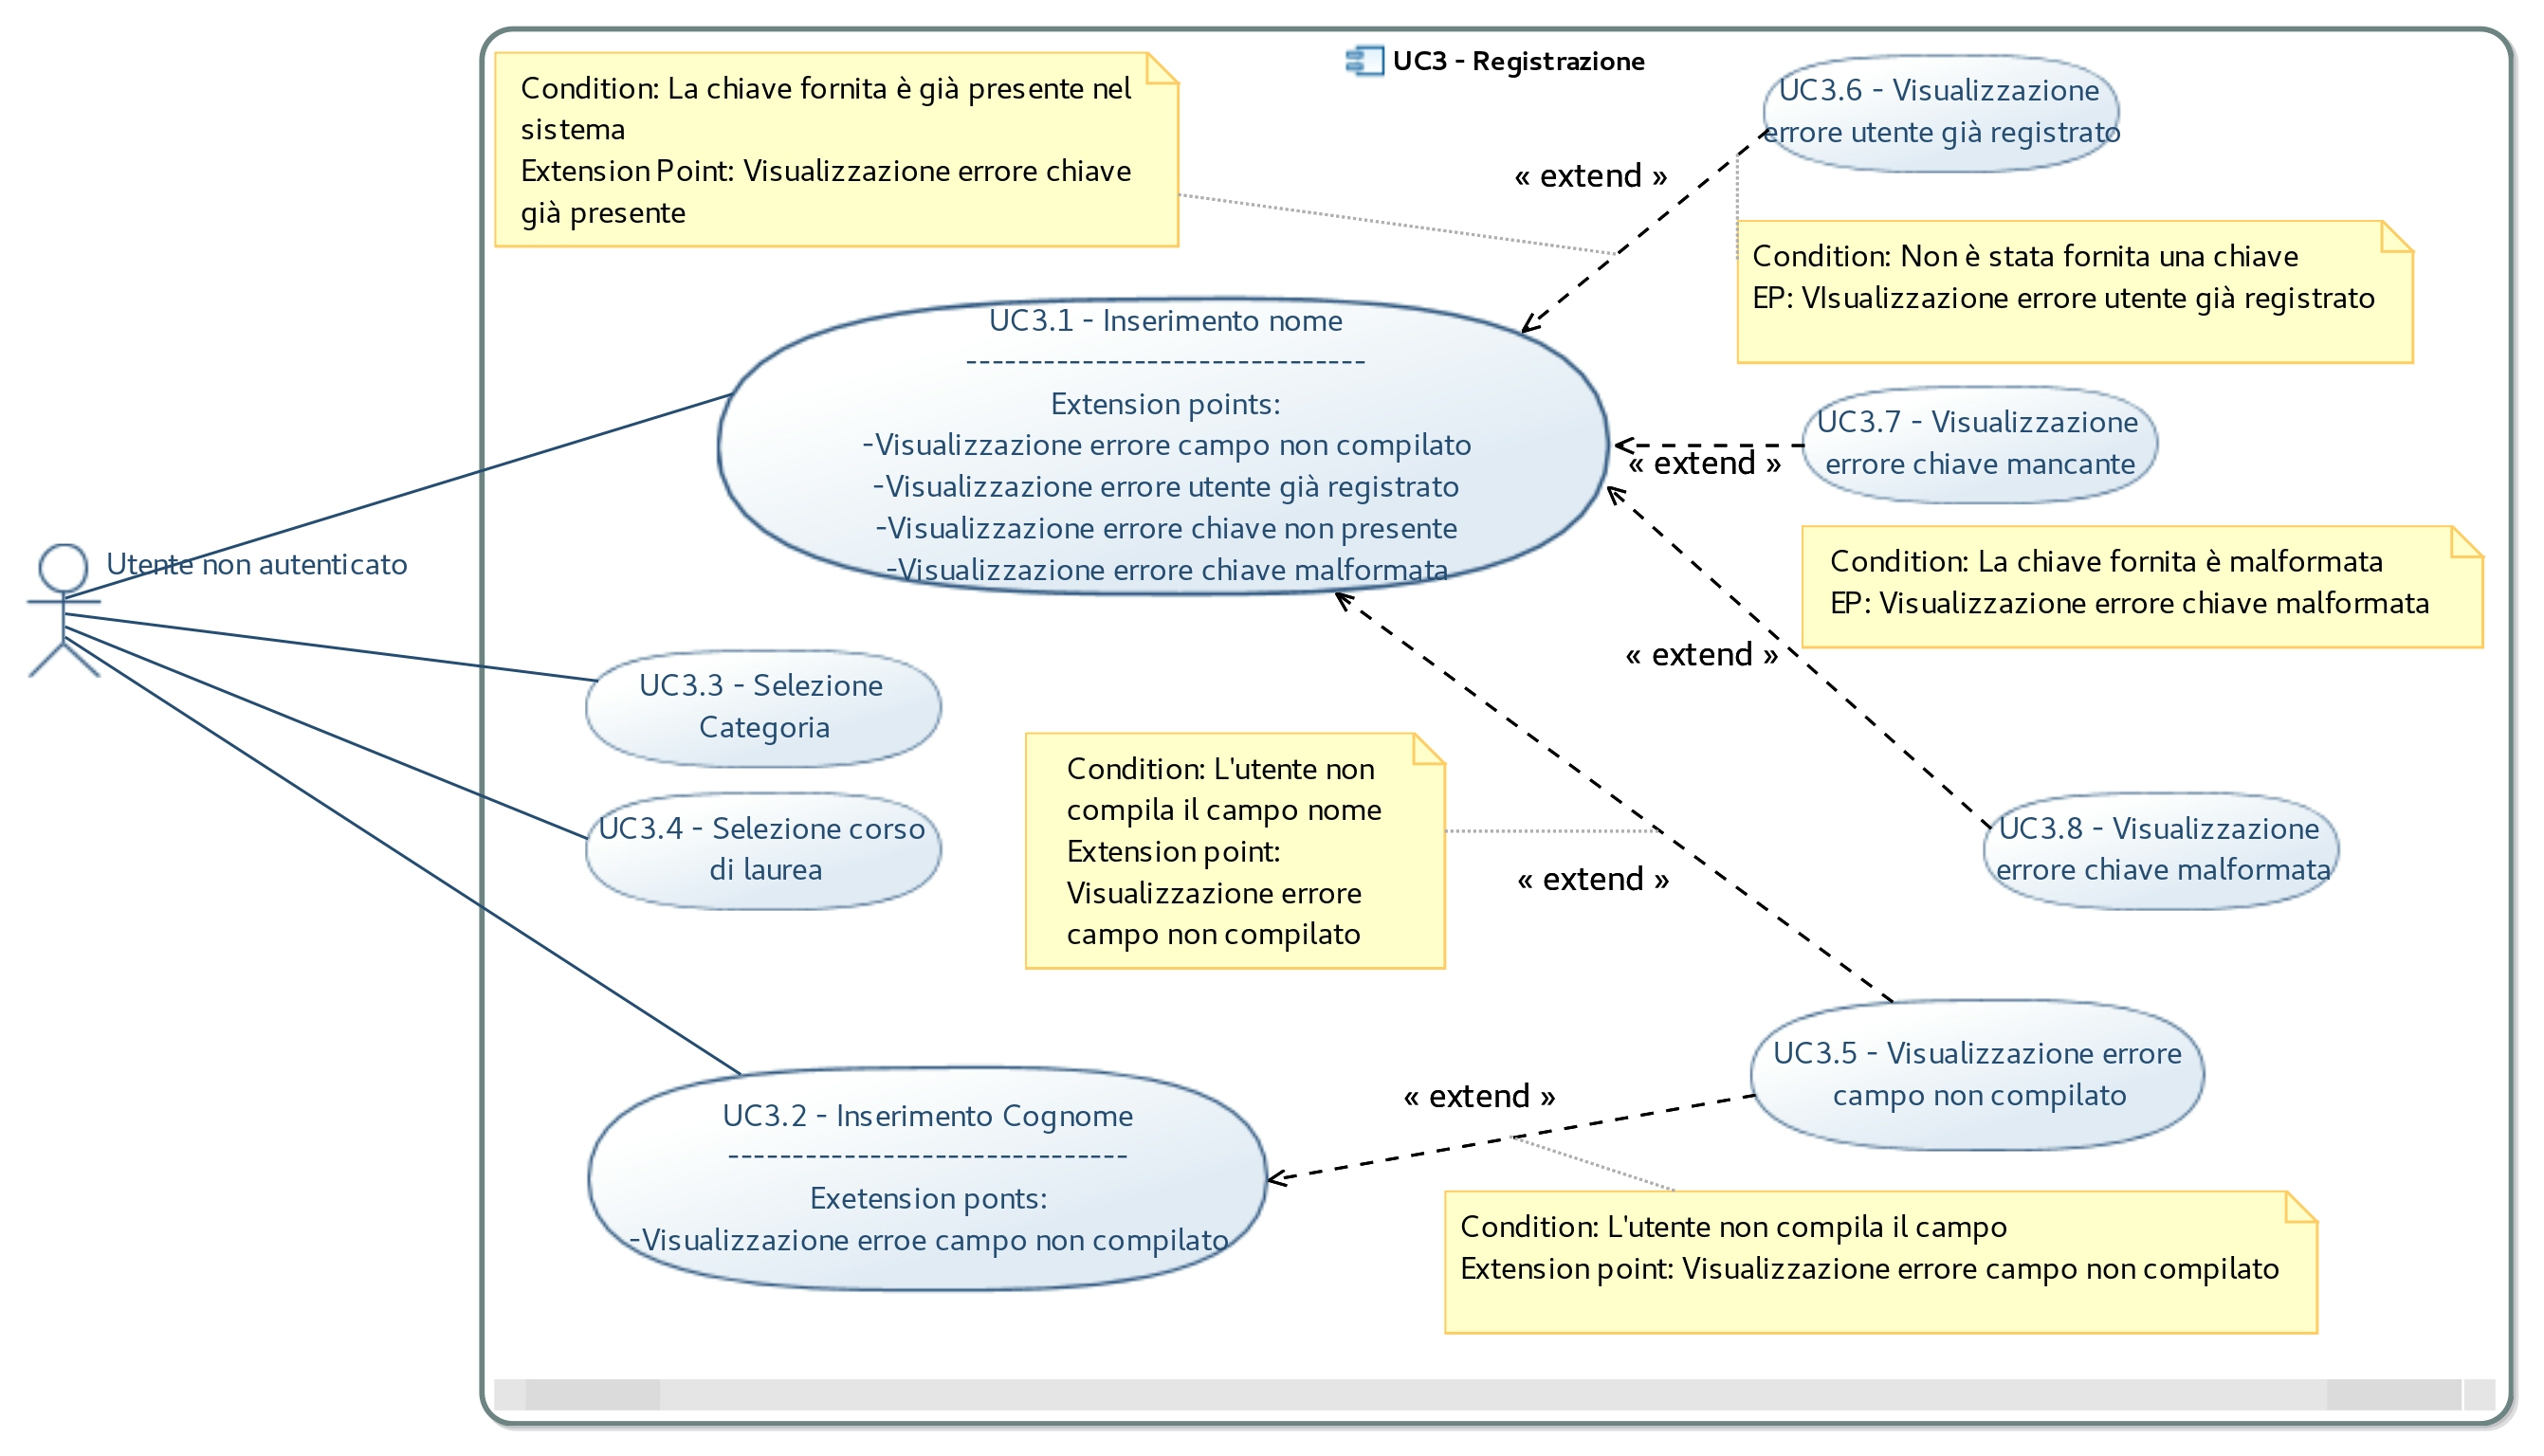 UC3 - Registrazione
Condition: La chiave fornita è già presente nel
sistema
Extension Point: Visualizzazione errore chiave
già presente
UC3.6 - Visualizzazione
errore utente già registrato
« extend »
Condition: Non è stata fornita una chiave
EP: VIsualizzazione errore utente già registrato
UC3.1 - Inserimento nome
-------------------------------
Extension points:
-Visualizzazione errore campo non compilato
-Visualizzazione errore utente già registrato
-Visualizzazione errore chiave non presente
-Visualizzazione errore chiave malformata
UC3.7 - Visualizzazione
errore chiave mancante
« extend »
Condition: La chiave fornita è malformata
EP: Visualizzazione errore chiave malformata
« extend »
Utente non autenticato
UC3.3 - Selezione
Categoria
UC3.4 - Selezione corso
di laurea
Condition: L'utente non
compila il campo nome
Extension point:
Visualizzazione errore
campo non compilato
« extend »
UC3.8 - Visualizzazione
errore chiave malformata
UC3.5 - Visualizzazione errore
campo non compilato
« extend »
UC3.2 - Inserimento Cognome
-------------------------------
Exetension ponts:
-Visualizzazione erroe campo non compilato
Condition: L'utente non compila il campo
Extension point: Visualizzazione errore campo non compilato